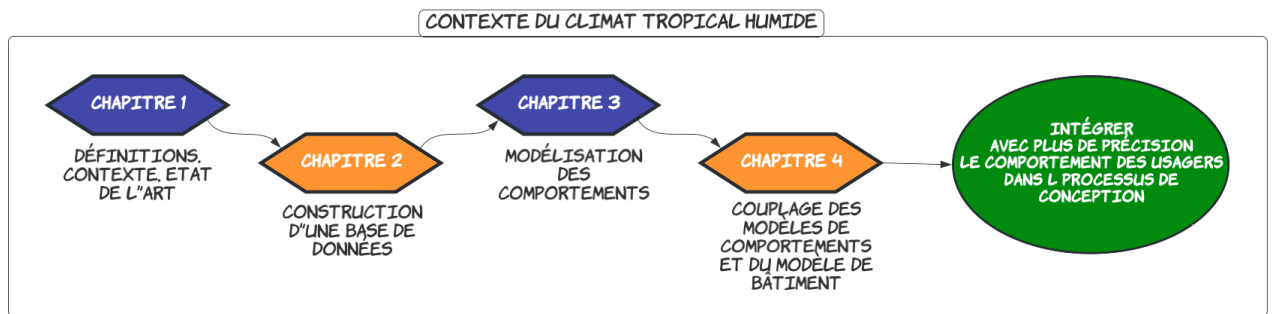 CONTEXTE DU CLIMAT TROPICAL HUMIDE
CHAPITRE 1
DÉFINITIONS,
CONTEXTE, ETAT
DE L"ART
CHAPITRE 2
CONSTRUCTION
D"UNE BASE DE
DONNÉES
CHAPITRE 3
MODÉLISATION
DES
COMPORTEMENTS
CHAPITRE 4
COUPLAGE DES
MODÈLES DE
COMPORTEMENTS
ET DU MODÈLE DE
BÂTIMENT
INTÉGRER
AVEC PLUS DE PRÉCISION
LE COMPORTEMENT DES USAGERS
DANS L PROCESSUS DE
CONCEPTION